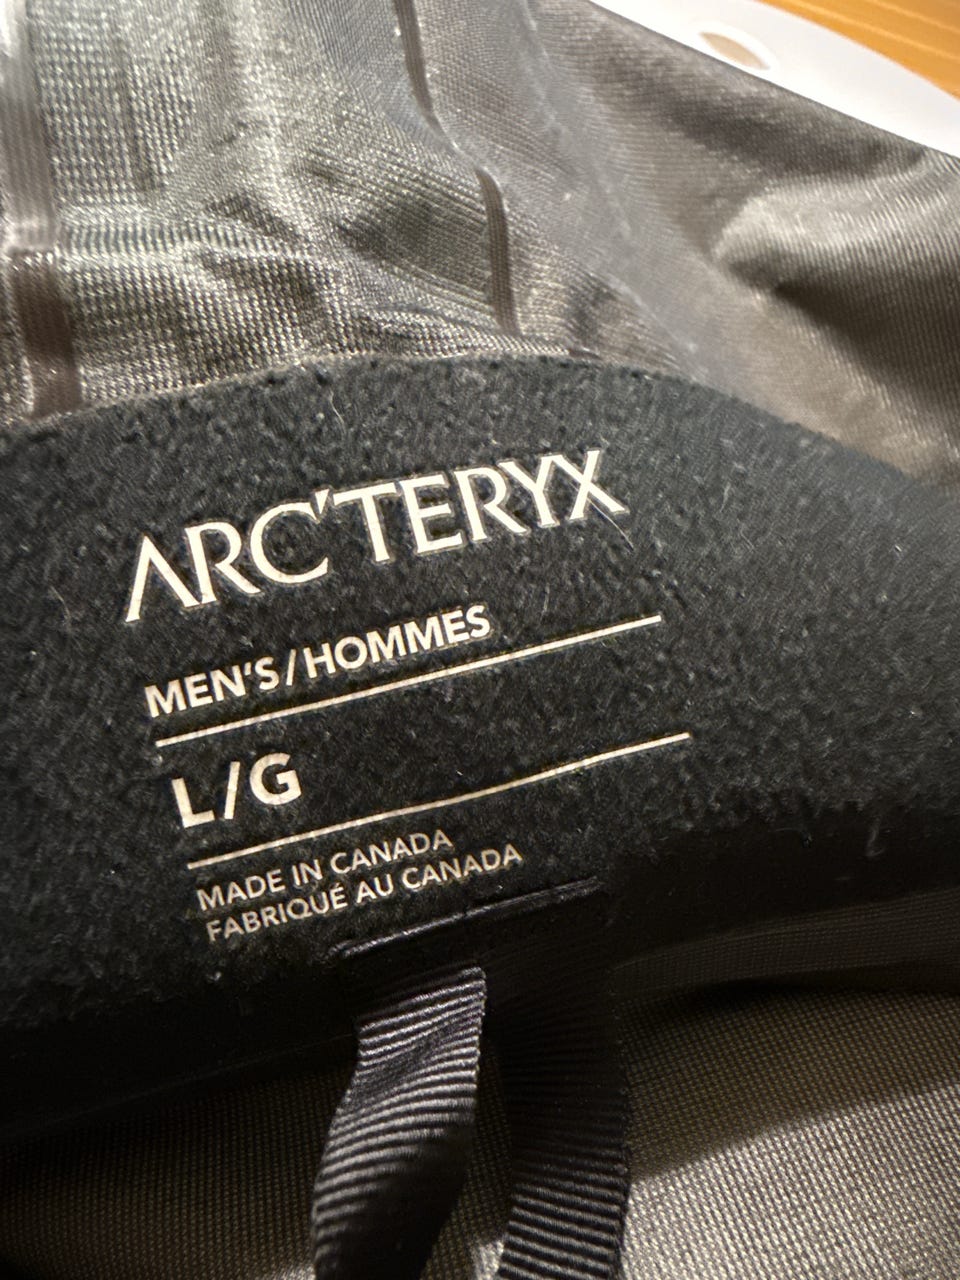 ARC'TERYX
MEN'S/HOMMES
L/G
MADE IN CANADA
FABRIQUÉ AU CANADA